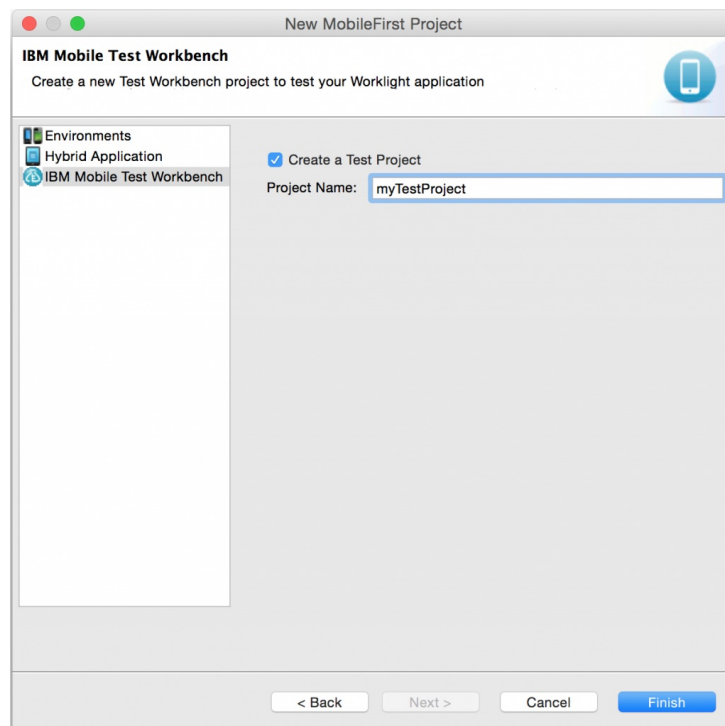 New MobileFirst Project
IBM Mobile Test Workbench
Create a new Test Workbench project to test your Worklight application
Environments
Hybrid Application
IBM Mobile Test Workbench
Create a Test Project
Project Name: myTestProject
< Back Next > Cancel Finish